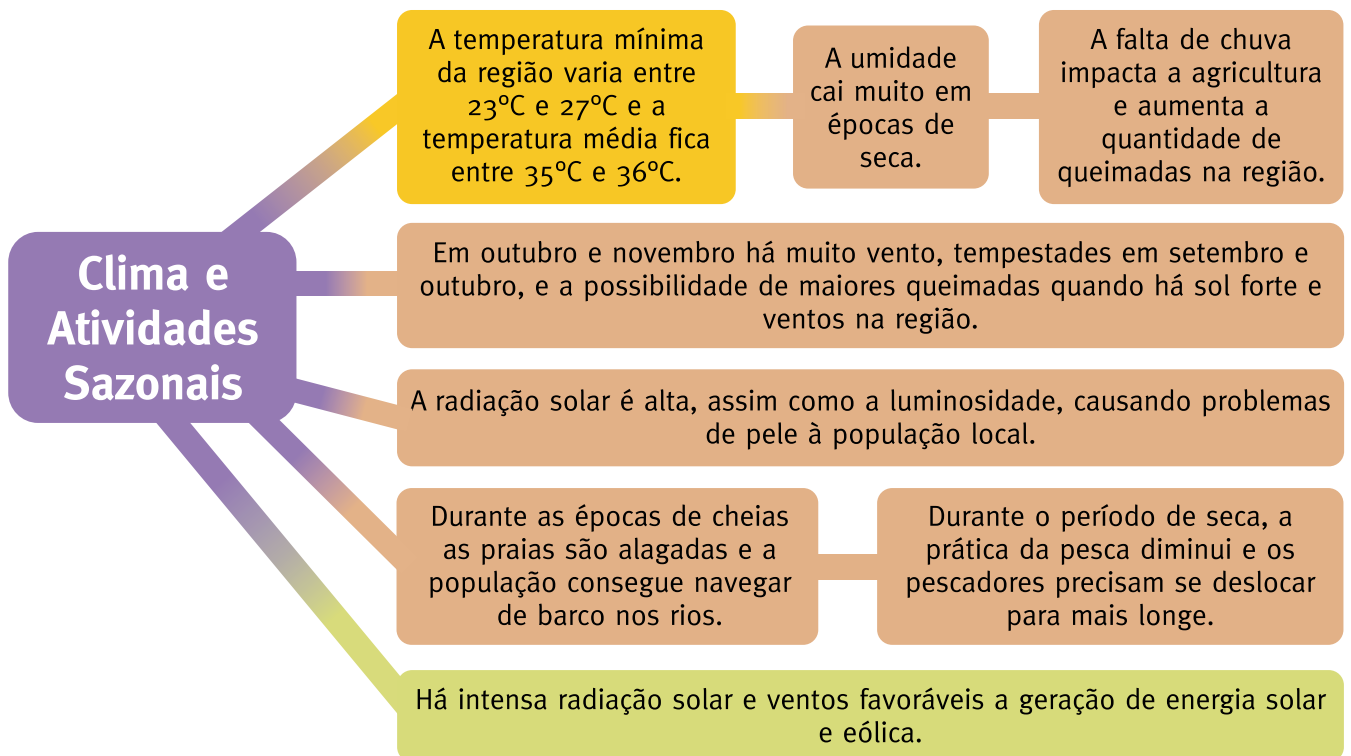 Clima e
Atividades
Sazonais
A temperatura mínima
da região varia entre
23ºC e 27ºC e a
temperatura média fica
entre 35ºC e 36ºC.
A umidade
cai muito em
épocas de
seca.
A falta de chuva
impacta a agricultura
e aumenta a
quantidade de
queimadas na região.
Em outubro e novembro há muito vento, tempestades em setembro e
outubro, e a possibilidade de maiores queimadas quando há sol forte e
ventos na região.
A radiação solar é alta, assim como a luminosidade, causando problemas
de pele à população local.
Durante as épocas de cheias
as praias são alagadas e a
população consegue navegar
de barco nos rios.
Durante o período de seca, a
prática da pesca diminui e os
pescadores precisam se deslocar
para mais longe.
Há intensa radiação solar e ventos favoráveis a geração de energia solar
e eólica.